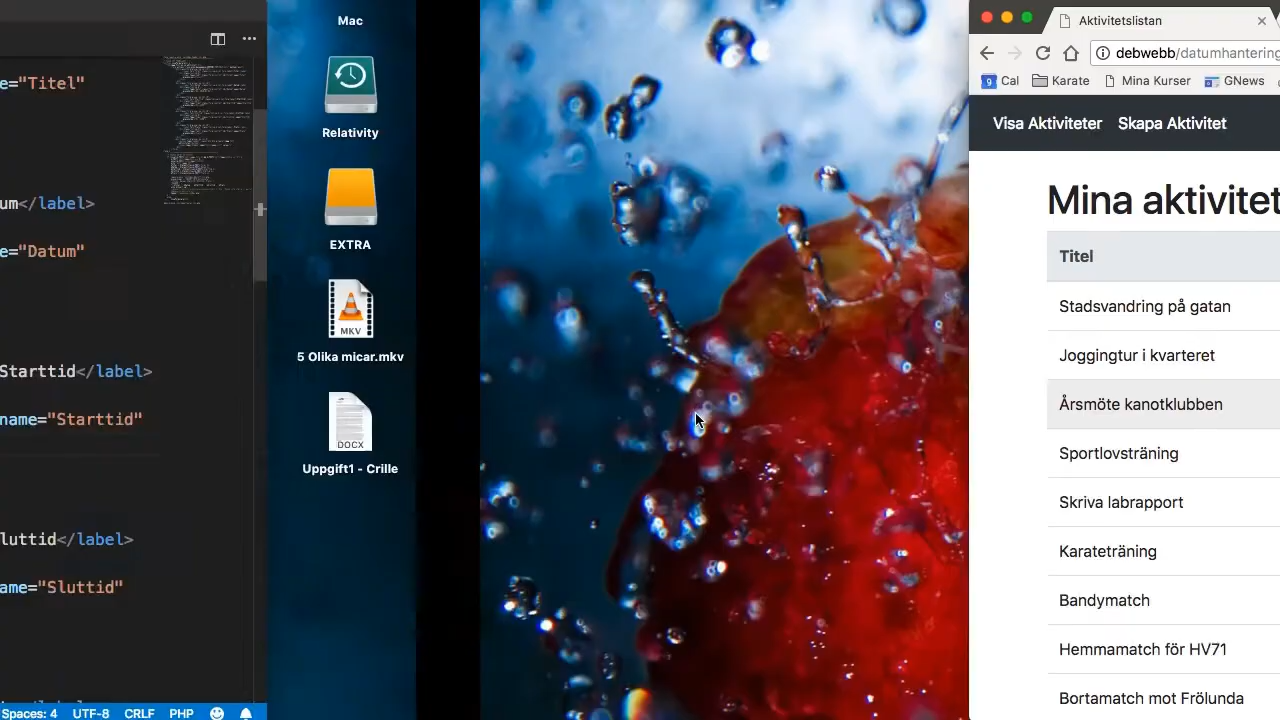 e="Titel"
um</label>
e="Datum"
Starttid</label>
name="Starttid"
luttid</label>
ame="Sluttid"
Spaces: 4 UTF-8 CRLF PHP
Mac
Relativity
EXTRA
MKV
5 Olika micar.mkv
DOCX
Uppgift1 - Crille
Aktivitetslistan
debwebb/datumhantering
9 Cal Karate Mina Kurser GNews
Visa Aktiviteter Skapa Aktivitet
Mina aktivitet
Titel
Stadsvandring på gatan
Joggingtur i kvarteret
Årsmöte kanotklubben
Sportlovsträning
Skriva labrapport
Karateträning
Bandymatch
Hemmamatch för HV71
Bortamatch mot Frölunda